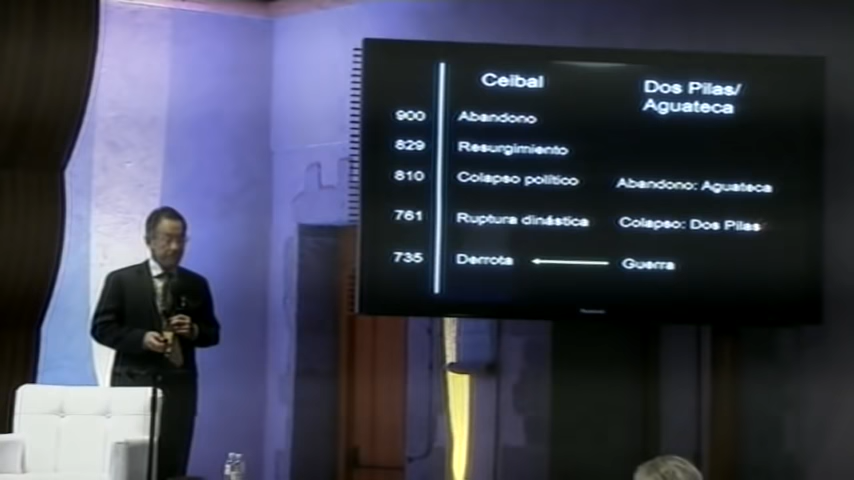 Ceibal
Dos Pilas/
Aguateca
900 Abandono
829 Resurgimiento
810 Colapso político Abandono: Aguateca
761 Ruptura dinástica Colapso: Dos Pilas
735 Derrota Guerra